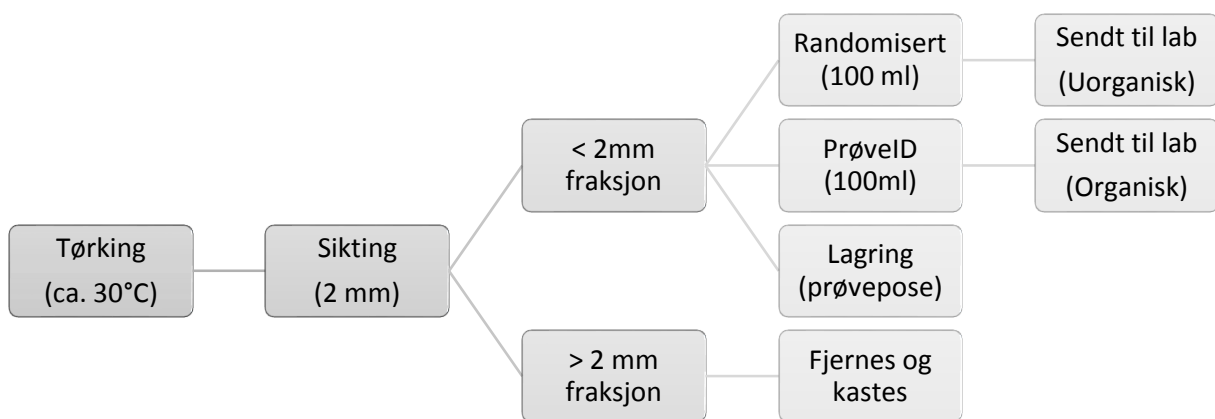 Tørking
(ca. 30°C)
Sikting
(2 mm)
< 2mm
fraksjon
> 2 mm
fraksjon
Randomisert
(100 ml)
PrøveID
(100ml)
Lagring
(prøvepose)
Fjernes og
kastes
Sendt til lab
(Uorganisk)
Sendt til lab
(Organisk)